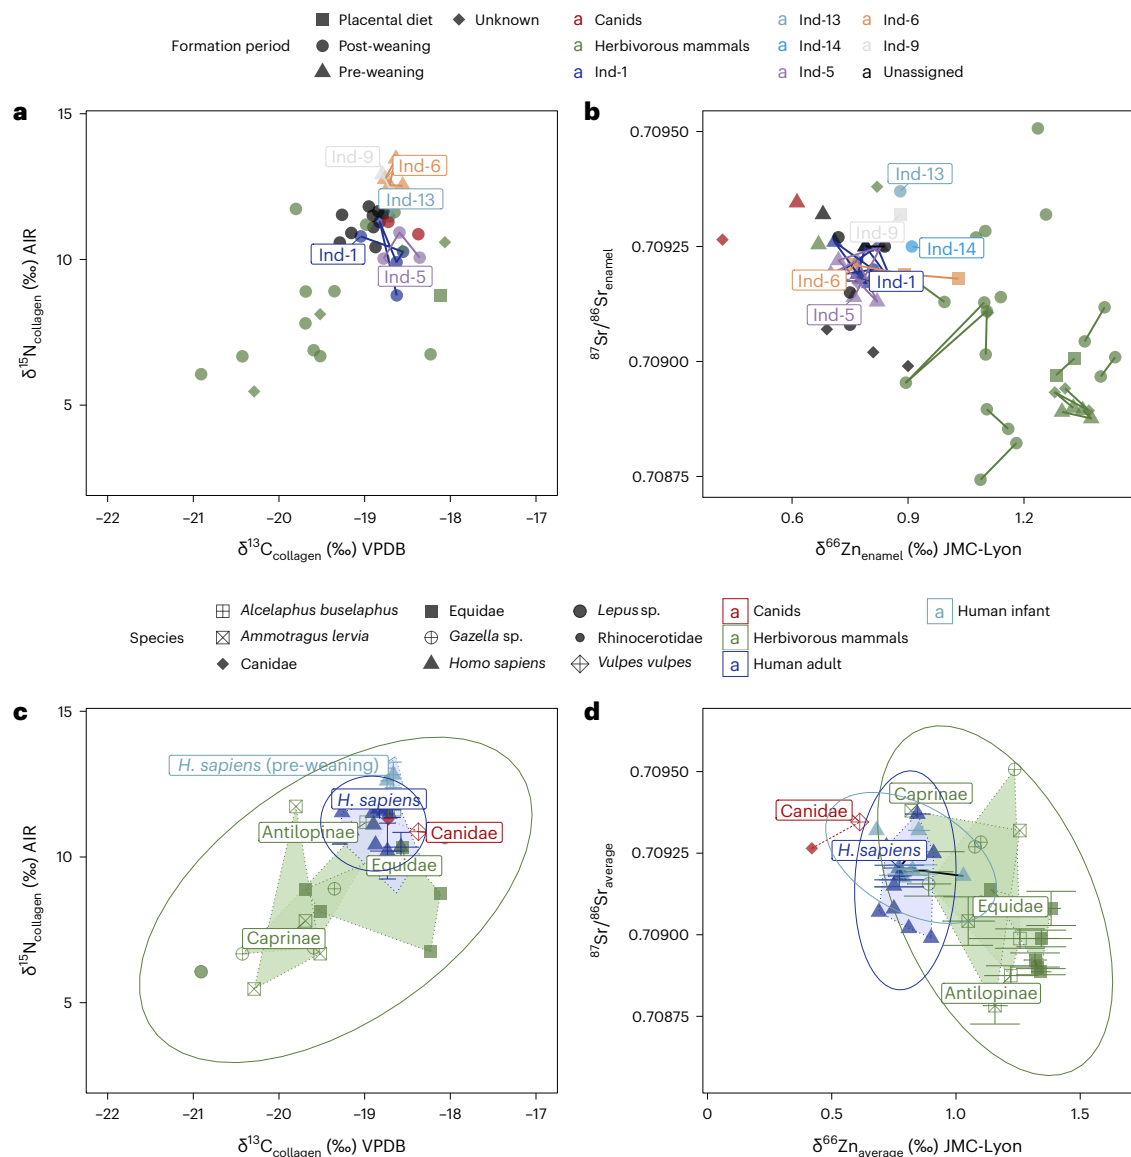 Placental diet
Unknown
a Canids
a Ind-13
a Ind-6
Formation period
Post-weaning
a Herbivorous mammals
a Ind-14
a Ind-9
Pre-weaning
a Ind-1
a Ind-5
a Unassigned
a
15
10
5
δ15Ncollagen (‰) AIR
Ind-9
Ind-6
Ind-13
Ind-1
Ind-5
−22 −21 −20 −19 −18 −17
δ13Ccollagen (‰) VPDB
b
0.70950
0.70925
0.70900
0.70875
87Sr/86Srenamel
Ind-13
Ind-9
Ind-14
Ind-6
Ind-1
Ind-5
0.6 0.9 1.2
δ66Znenamel (‰) JMC-Lyon
Alcelaphus buselaphus
Equidae
Lepus sp.
a Canids
a Human infant
Species
Ammotragus lervia
Gazella sp.
Rhinocerotidae
a Herbivorous mammals
Canidae
Homo sapiens
Vulpes vulpes
a Human adult
c
15
10
5
δ15Ncollagen (‰) AIR
H. sapiens (pre-weaning)
H. sapiens
Antilopinae
Canidae
Equidae
Caprinae
−22 −21 −20 −19 −18 −17
δ13Ccollagen (‰) VPDB
d
0.70950
0.70925
0.70900
0.70875
87Sr/86Sraverage
Caprinae
Canidae
H. sapiens
Equidae
Antilopinae
0 0.5 1.0 1.5
δ66Znaverage (‰) JMC-Lyon